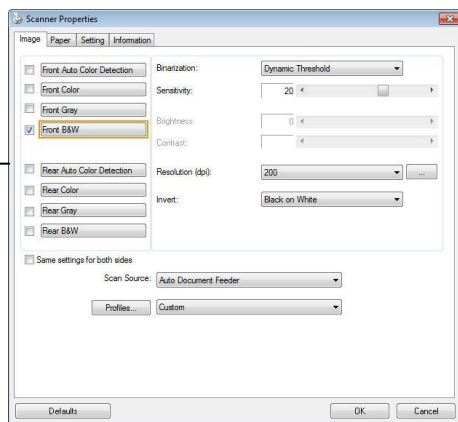 Scanner Properties
Image Paper Setting Information
Front Auto Color Detection
Front Color
Front Gray
Front B&W
Rear Auto Color Detection
Rear Color
Rear Gray
Rear B&W
Binarization: Dynamic Threshold
Sensitivity: 20
Brightness: 0
Contrast:
Resolution (dpi): 200 ...
Invert: Black on White
Same settings for both sides
Scan Source: Auto Document Feeder
Profiles... Custom
Defaults OK Cancel